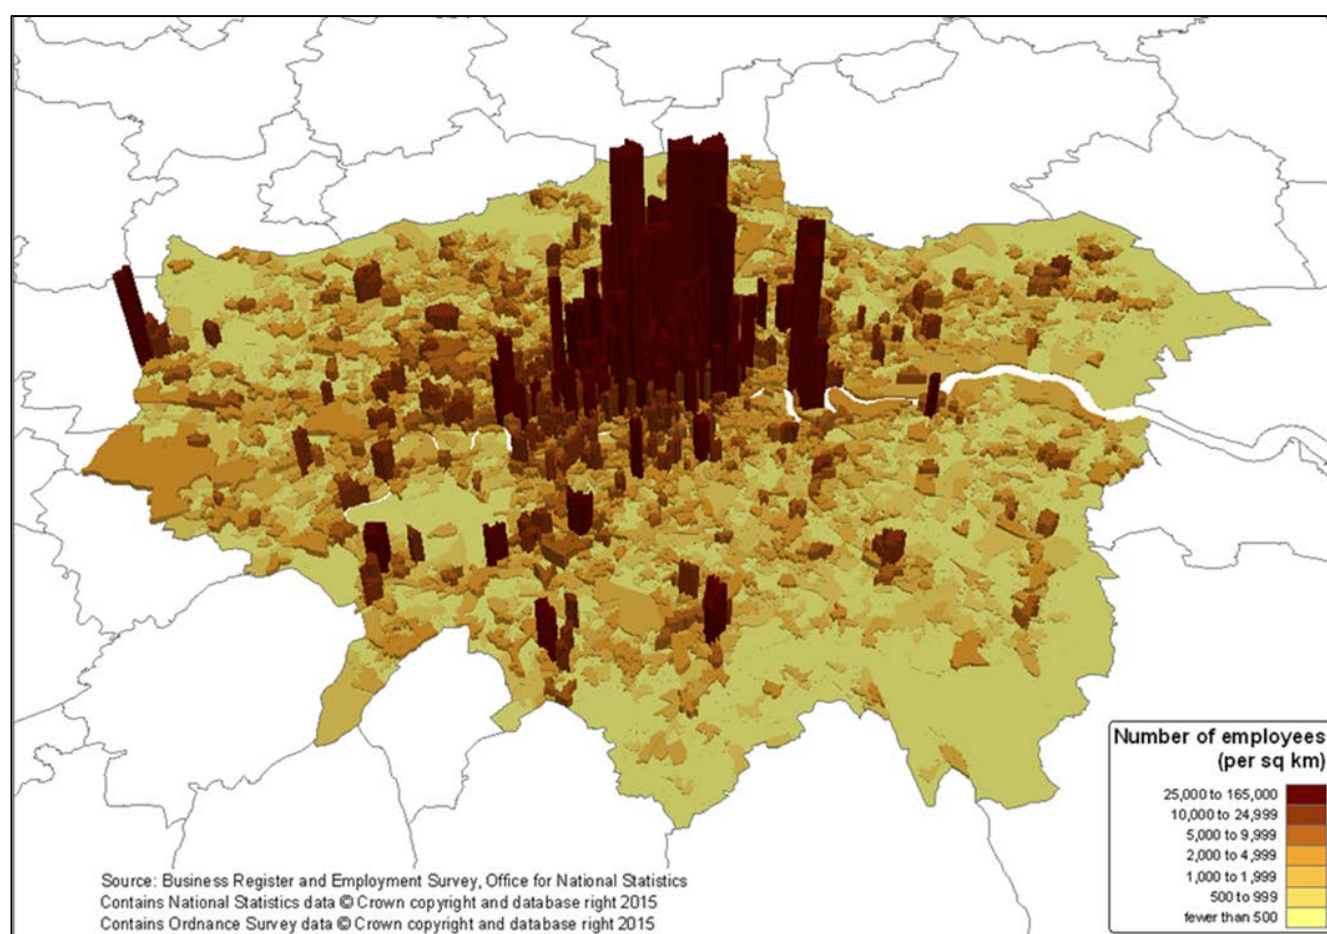 Number of employees
(per sq km)
25,000 to 165,000
10,000 to 24,999
5,000 to 9,999
2,000 to 4,999
1,000 to 1,999
500 to 999
fewer than 500
Source: Business Register and Employment Survey, Office for National Statistics
Contains National Statistics data © Crown copyright and database right 2015
Contains Ordnance Survey data © Crown copyright and database right 2015